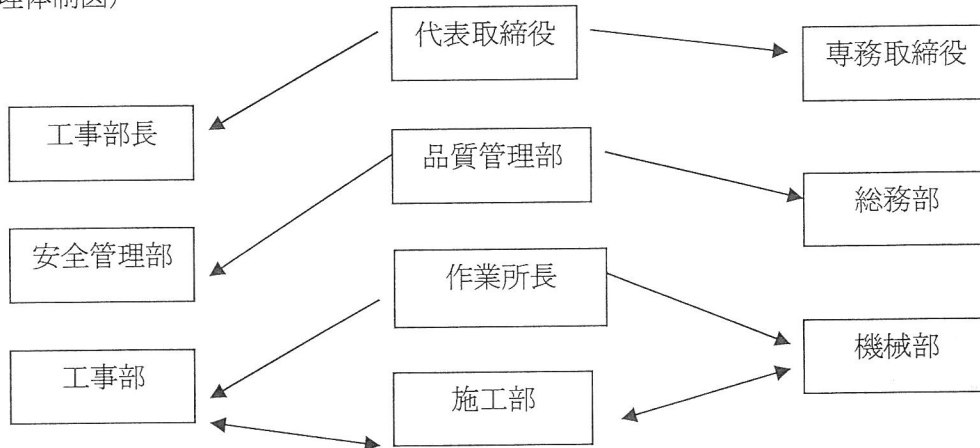 理体制図）
代表取締役
専務取締役
工事部長
品質管理部
総務部
安全管理部
作業所長
機械部
工事部
施工部